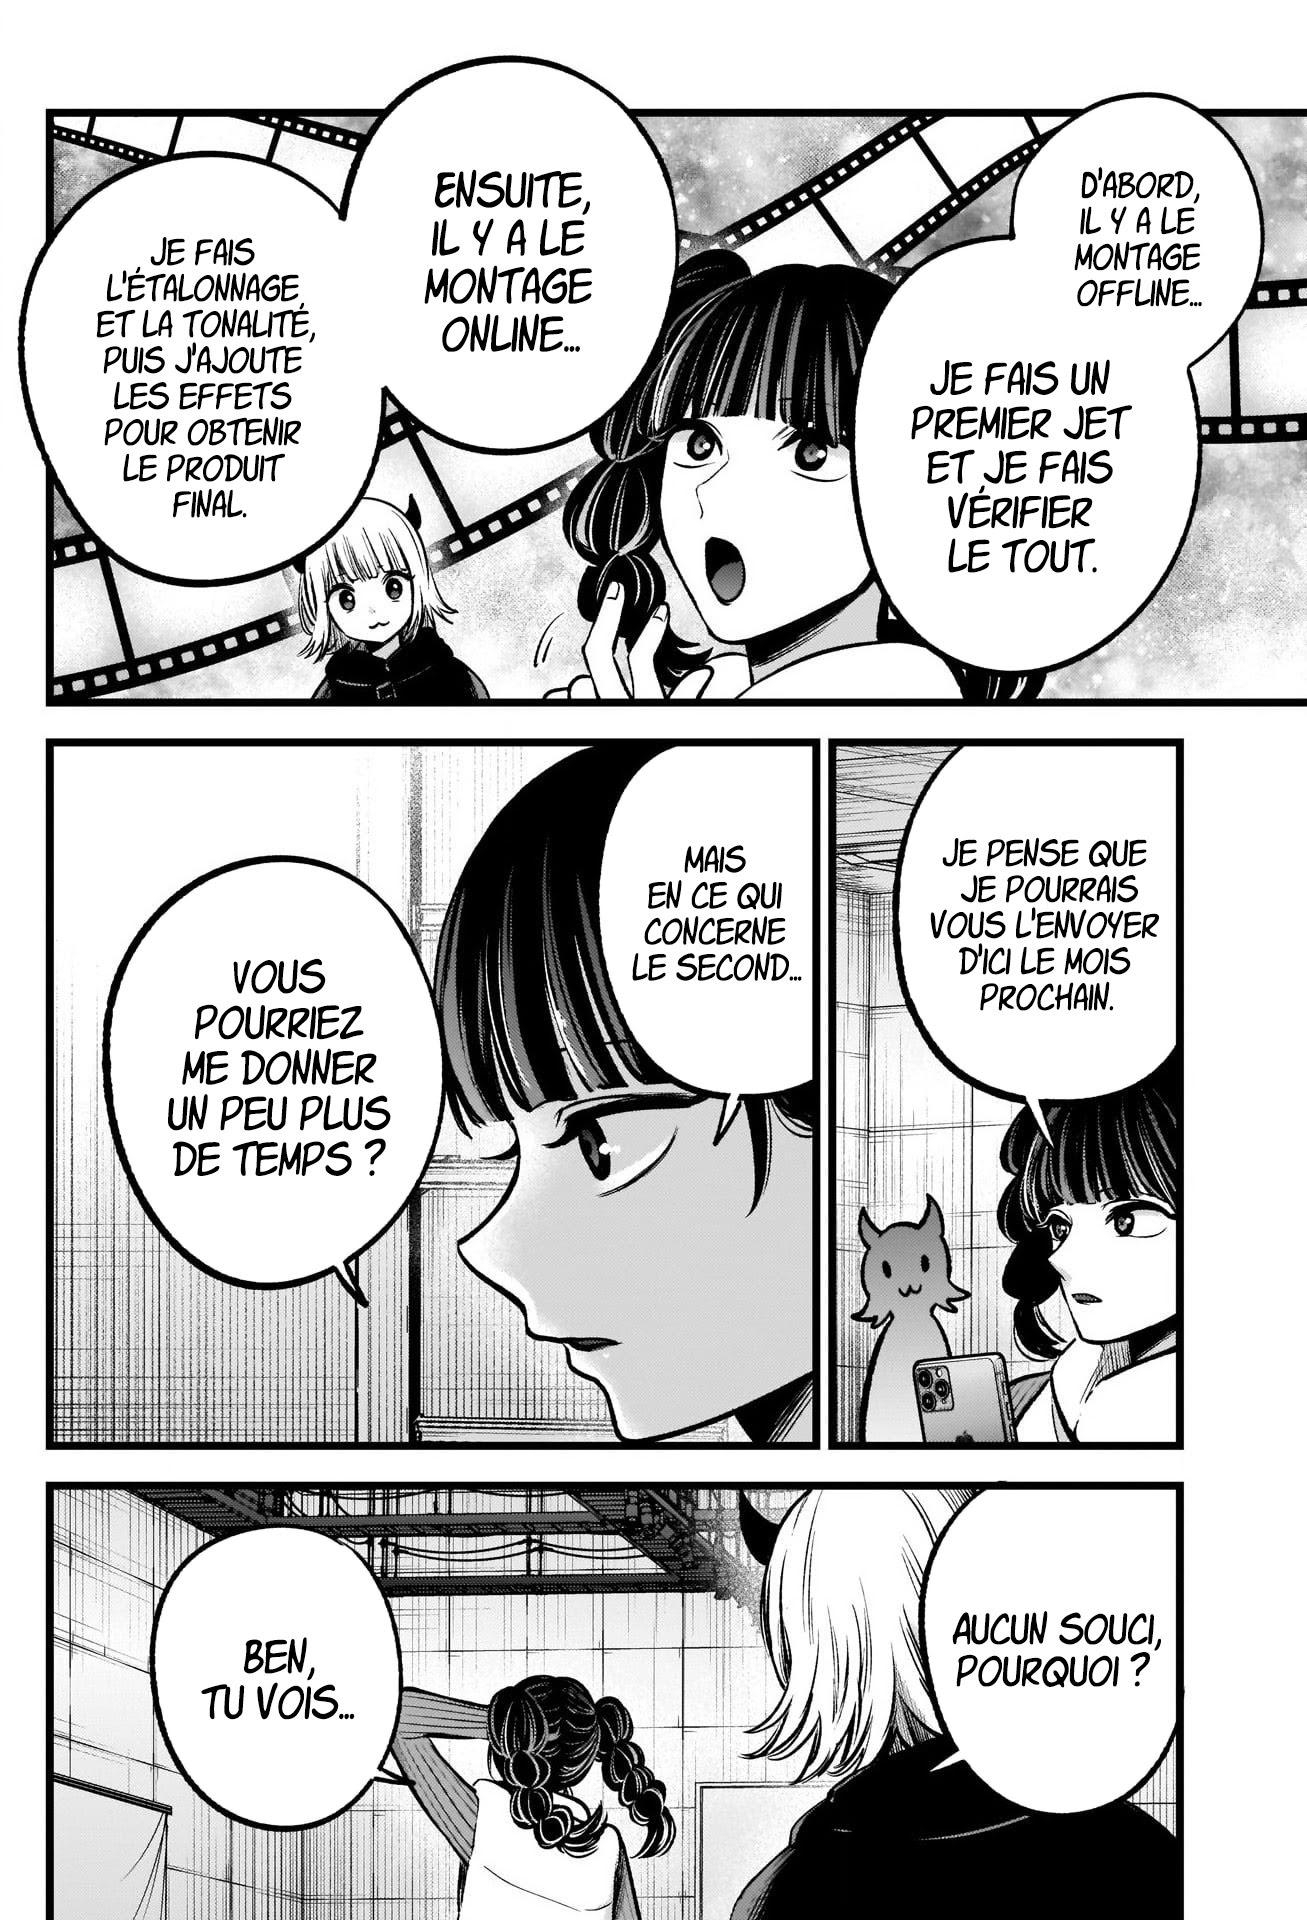 D'ABORD,
IL Y A LE
MONTAGE
OFFLINE...
JE FAIS UN
PREMIER JET
ET JE FAIS
VÉRIFIER
LE TOUT.
ENSUITE,
IL Y A LE
MONTAGE
ONLINE...
JE FAIS
L'ÉTALONNAGE
ET LA TONALITÉ,
PUIS J'AJOUTE
LES EFFETS
POUR OBTENIR
LE PRODUIT
FINAL.
JE PENSE QUE
JE POURRAIS
VOUS L'ENVOYER
D'ICI LE MOIS
PROCHAIN.
MAIS
EN CE QUI
CONCERNE
LE SECOND...
VOUS
POURRIEZ
ME DONNER
UN PEU PLUS
DE TEMPS ?
AUCUN SOUCI,
POURQUOI ?
BEN,
TU VOIS...